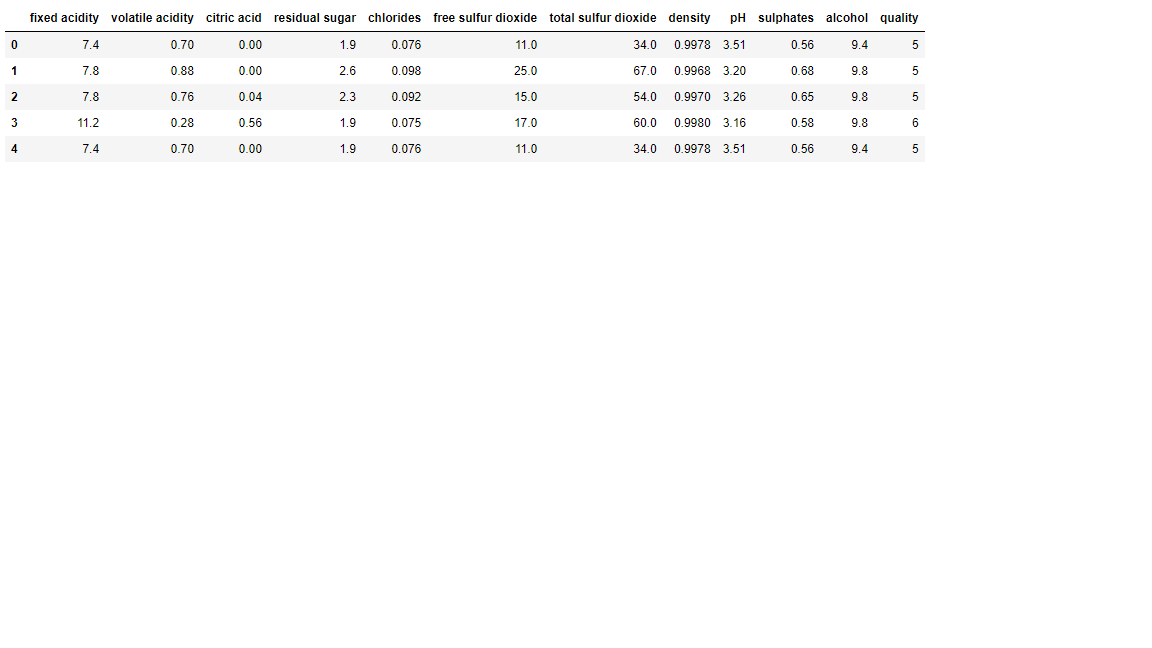 fixed acidity volatile acidity citric acid residual sugar chlorides free sulfur dioxide total sulfur dioxide density pH sulphates alcohol quality
0 7.4 0.70 0.00 1.9 0.076 11.0 34.0 0.9978 3.51 0.56 9.4 5
1 7.8 0.88 0.00 2.6 0.098 25.0 67.0 0.9968 3.20 0.68 9.8 5
2 7.8 0.76 0.04 2.3 0.092 15.0 54.0 0.9970 3.26 0.65 9.8 5
3 11.2 0.28 0.56 1.9 0.075 17.0 60.0 0.9980 3.16 0.58 9.8 6
4 7.4 0.70 0.00 1.9 0.076 11.0 34.0 0.9978 3.51 0.56 9.4 5